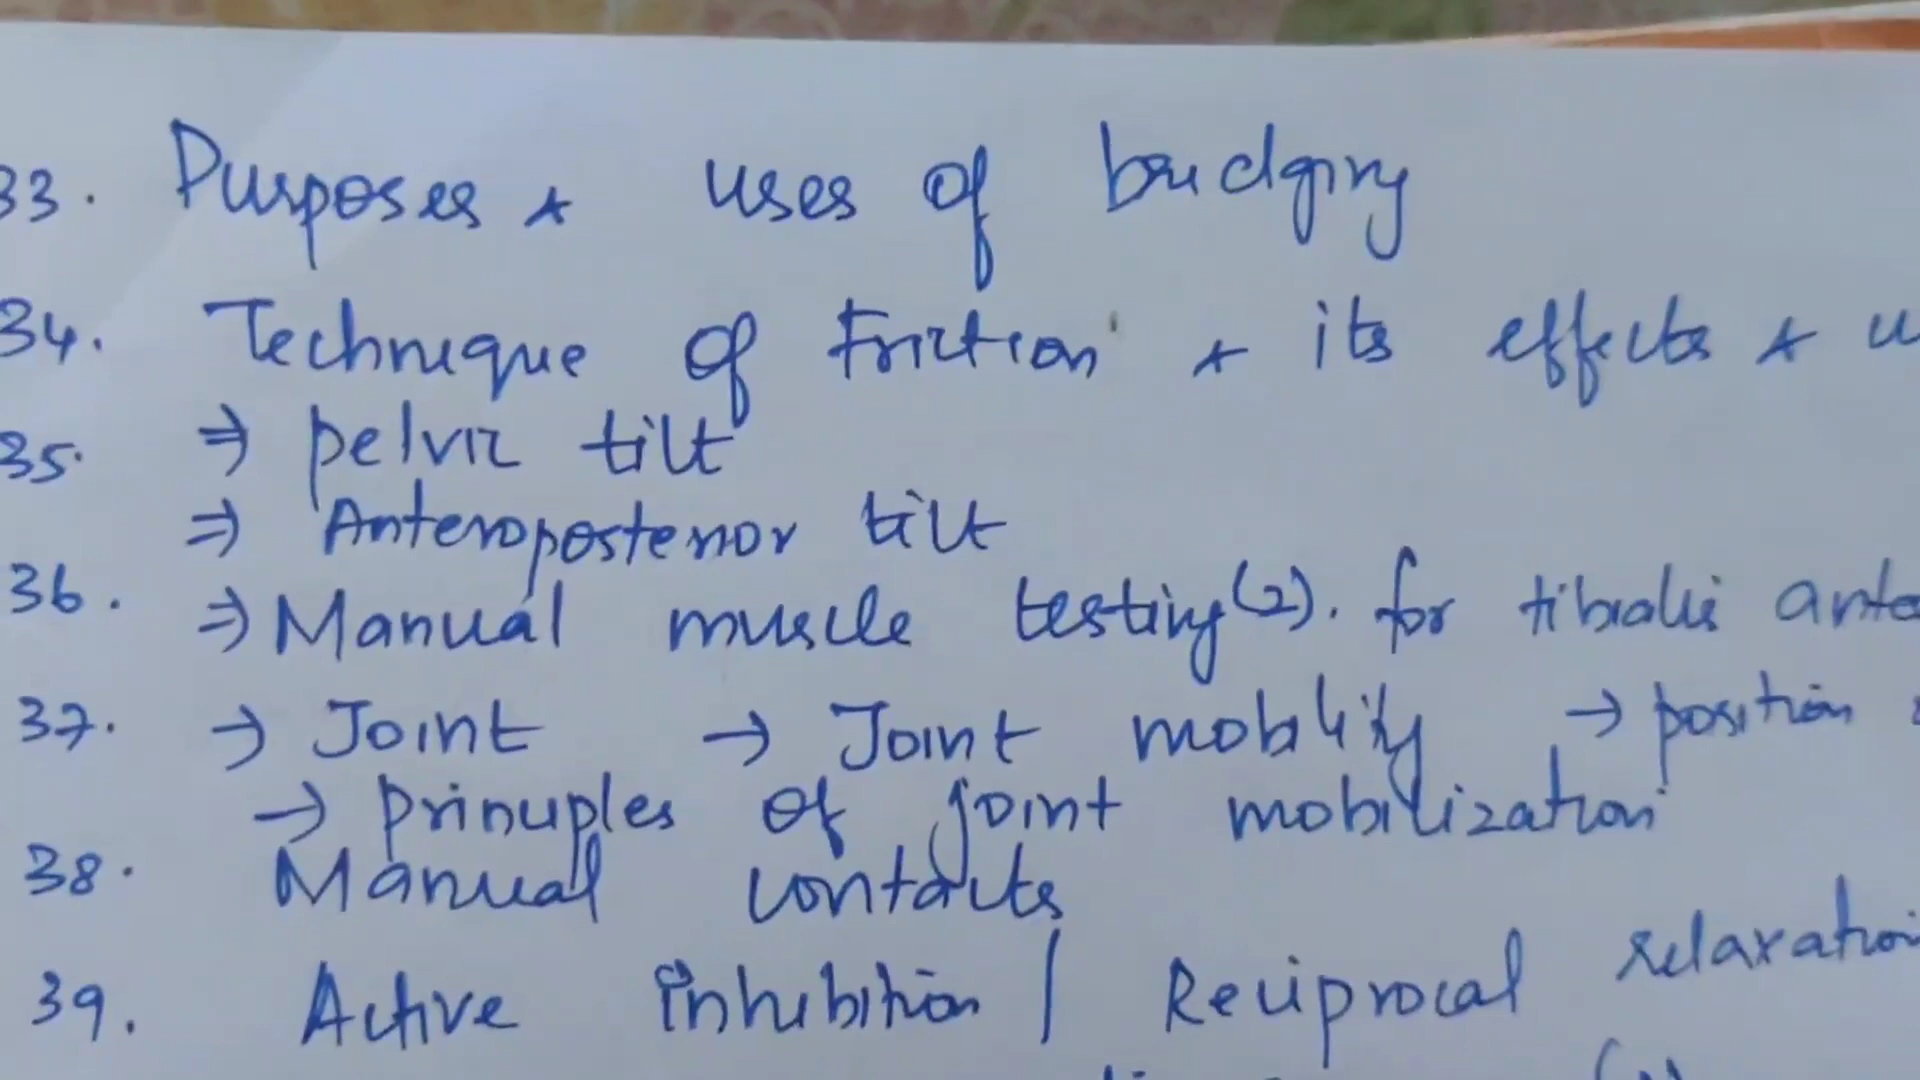 33. Purposes & uses of bridging
34. Technique of friction & its effects &
35. ⇒ pelvic tilt
⇒ Anteroposterior tilt
36. ⇒ Manual muscle testing (2). for tibialis
37. → Joint → Joint mobility → position
→ principles of joint mobilization
38. Manual contacts
39. Active inhibition / Reciprocal relaxation